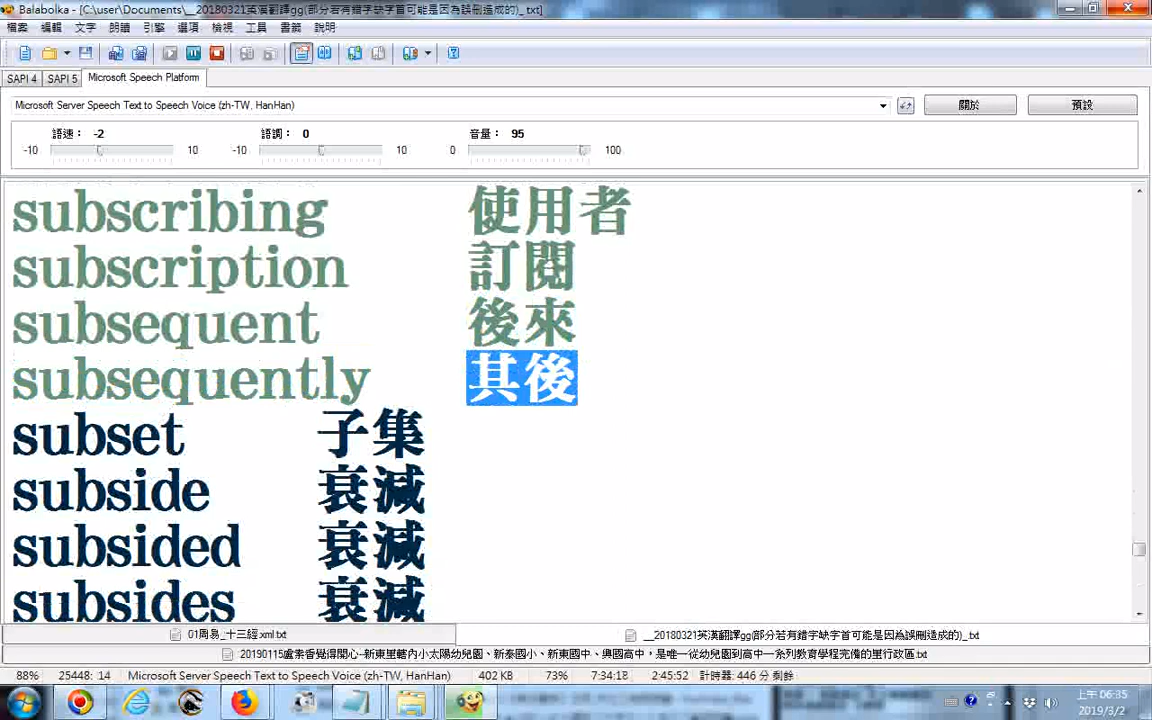 Balabolka - [C:\user\Documents\__20180321英漢翻譯gg(部分若有錯字缺字首可能是因為誤刪造成的)_.txt]
檔案 編輯 文字 朗讀 引擎 選項 檢視 工具 書籤 說明
SAPI 4 SAPI 5 Microsoft Speech Platform
Microsoft Server Speech Text to Speech Voice (zh-TW, HanHan) 關於 預設
語速： -2 語調： 0 音量： 95
-10 10 -10 10 0 100
subscribing 使用者
subscription 訂閱
subsequent 後來
subsequently 其後
subset 子集
subside 衰減
subsided 衰減
subsides 衰減
01周易_十三經.xml.txt __20180321英漢翻譯gg(部分若有錯字缺字首可能是因為誤刪造成的)_.txt
20190115盧素香覺得開心--新東里轄內小太陽幼兒園、新泰國小、新東國中、興國高中，是唯一從幼兒園到高中一系列教育學程完備的里行政區.txt
88% 25448: 14 Microsoft Server Speech Text to Speech Voice (zh-TW, HanHan) 402 KB 73% 7:34:18 2:45:52 計時器: 446 分 剩餘
上午 06:35
2019/3/2